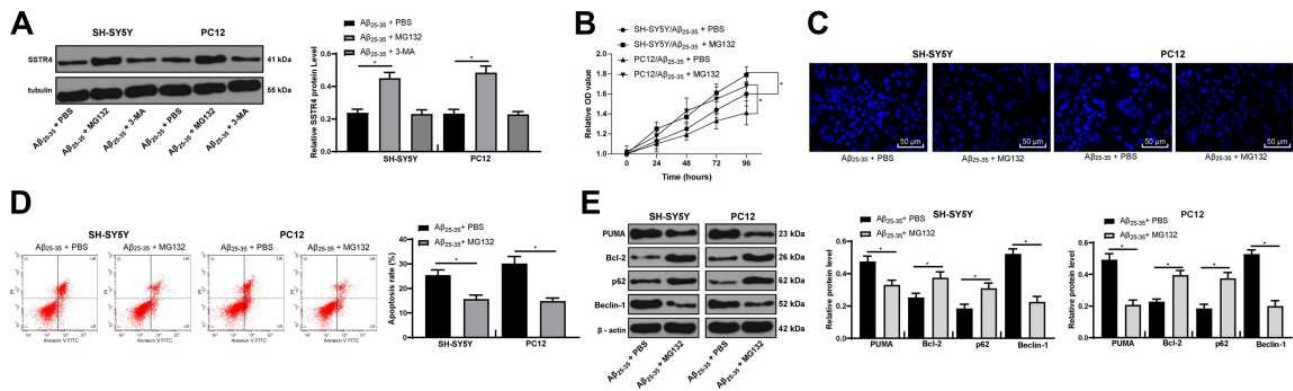 A
SH-SY5Y PC12
SSTR4 41 kDa
tubulin 55 kDa
Aβ25-35 + PBS
Aβ25-35 + MG132
Aβ25-35 + 3-MA
Aβ25-35 + PBS
Aβ25-35 + MG132
Aβ25-35 + 3-MA
Aβ25-35 + PBS
Aβ25-35 + MG132
Aβ25-35 + 3-MA
Relative SSTR4 protein Level
0.6
0.4
0.2
0.0
* *
SH-SY5Y PC12
B
SH-SY5Y/Aβ25-35 + PBS
SH-SY5Y/Aβ25-35 + MG132
PC12/Aβ25-35 + PBS
PC12/Aβ25-35 + MG132
Relative OD value
2.0
1.8
1.6
1.4
1.2
1.0
* *
0 24 48 72 96
Time (hours)
C
SH-SY5Y PC12
50 µm 50 µm 50 µm 50 µm
Aβ25-35 + PBS Aβ25-35 + MG132 Aβ25-35 + PBS Aβ25-35 + MG132
D
SH-SY5Y PC12
Aβ25-35 + PBS Aβ25-35 + MG132 Aβ25-35 + PBS Aβ25-35 + MG132
Annexin V FITC Annexin V FITC Annexin V FITC Annexin V FITC
Aβ25-35 + PBS
Aβ25-35 + MG132
Apoptosis rate (%)
40
30
20
10
0
* *
SH-SY5Y PC12
E
SH-SY5Y PC12
PUMA 23 kDa
Bcl-2 26 kDa
p62 62 kDa
Beclin-1 52 kDa
β - actin 42 kDa
Aβ25-35 + PBS
Aβ25-35 + MG132
Aβ25-35 + PBS
Aβ25-35 + MG132
SH-SY5Y
Aβ25-35+ PBS
Aβ25-35+ MG132
Relative protein level
0.6
0.4
0.2
0.0
* * * *
PUMA Bcl-2 p62 Beclin-1
PC12
Aβ25-35+ PBS
Aβ25-35+ MG132
Relative protein level
0.6
0.4
0.2
0.0
* * * *
PUMA Bcl-2 p62 Beclin-1